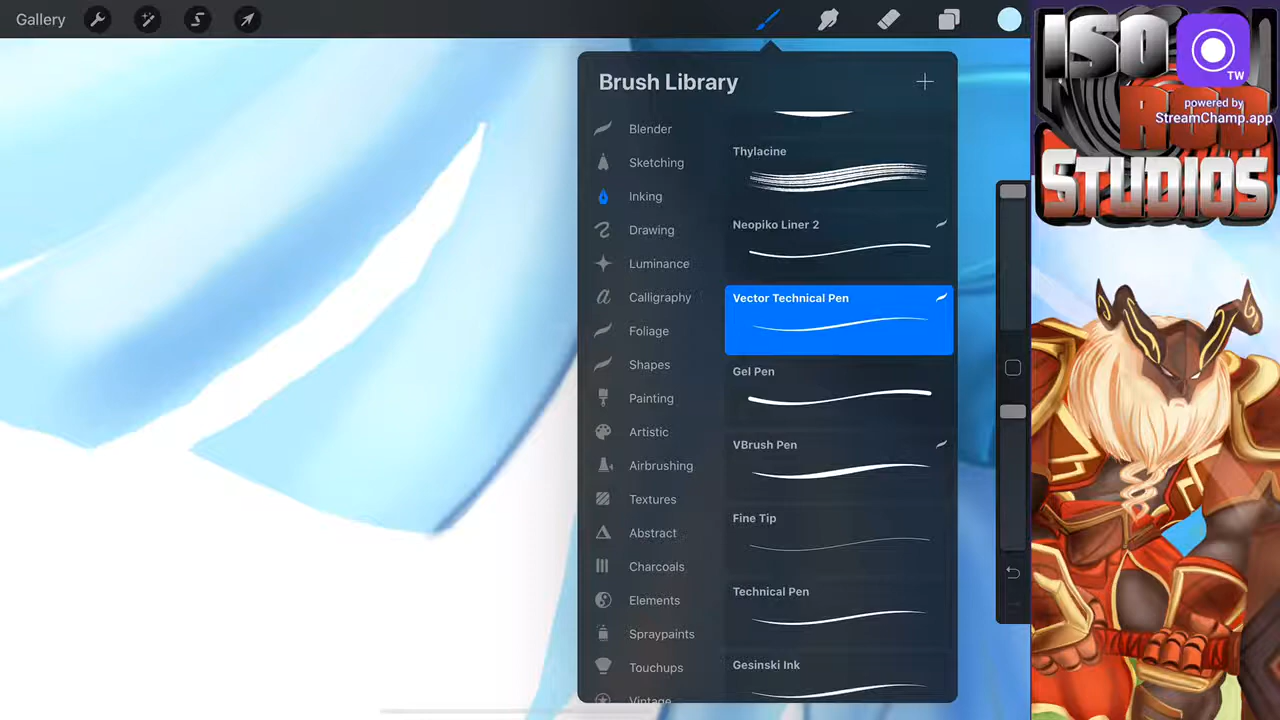 Gallery
Brush Library
Blender
Sketching
Inking
Drawing
Luminance
Calligraphy
Foliage
Shapes
Painting
Artistic
Airbrushing
Textures
Abstract
Charcoals
Elements
Spraypaints
Touchups
Vintage
Thylacine
Neopiko Liner 2
Vector Technical Pen
Gel Pen
VBrush Pen
Fine Tip
Technical Pen
Gesinski Ink
ISO
RED
STUDIOS
TW
powered by
StreamChamp.app